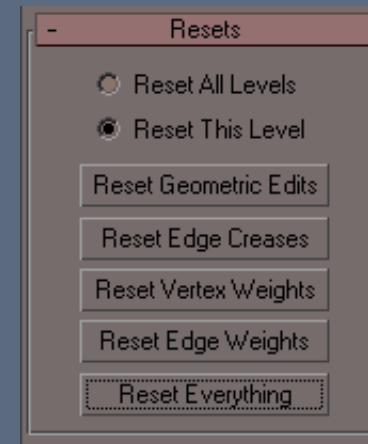 - Resets
Reset All Levels
Reset This Level
Reset Geometric Edits
Reset Edge Creases
Reset Vertex Weights
Reset Edge Weights
Reset Everything